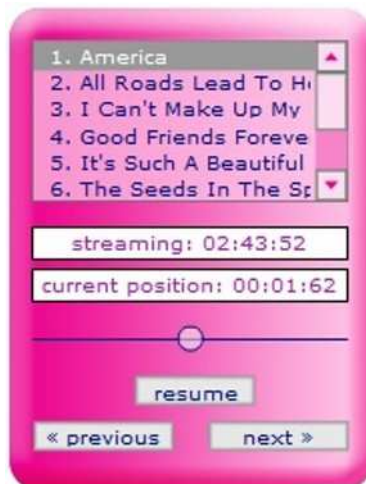 1. America
2. All Roads Lead To
3. I Can't Make Up My
4. Good Friends
5. It's Such A Beautiful
6. The Seeds In The
streaming: 02:43:52
current position: 00:01:62
resume
« previous
next »